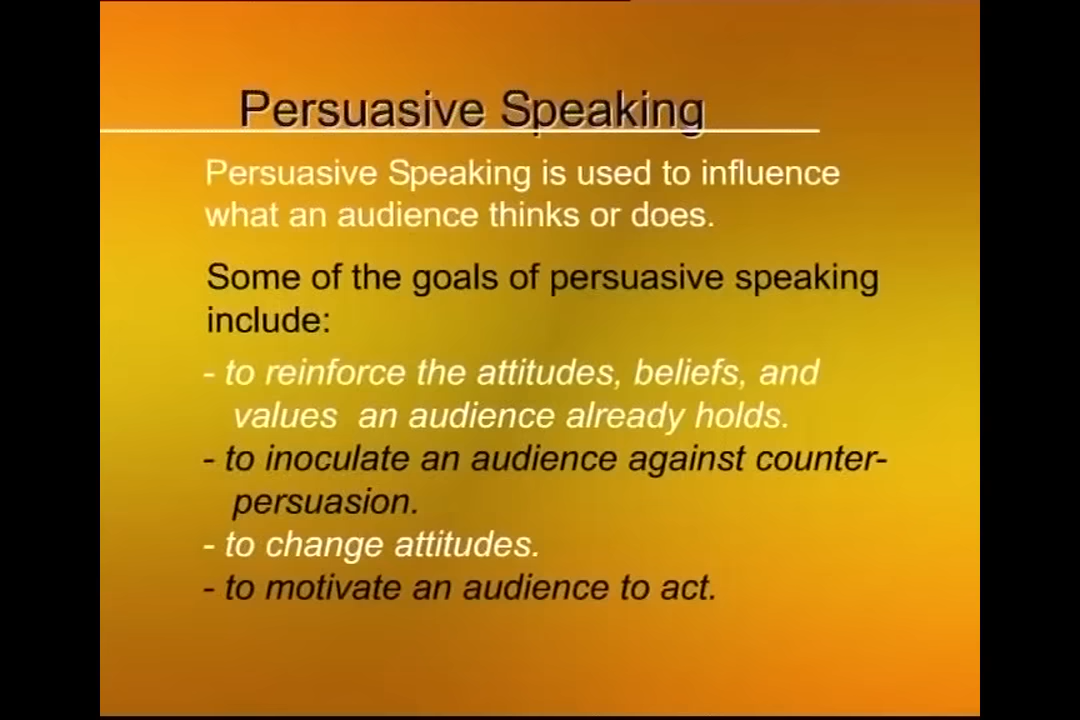 Persuasive Speaking
Persuasive Speaking is used to influence
what an audience thinks or does.
Some of the goals of persuasive speaking
include:
- to reinforce the attitudes, beliefs, and
values an audience already holds.
- to inoculate an audience against counter-
persuasion.
- to change attitudes.
- to motivate an audience to act.